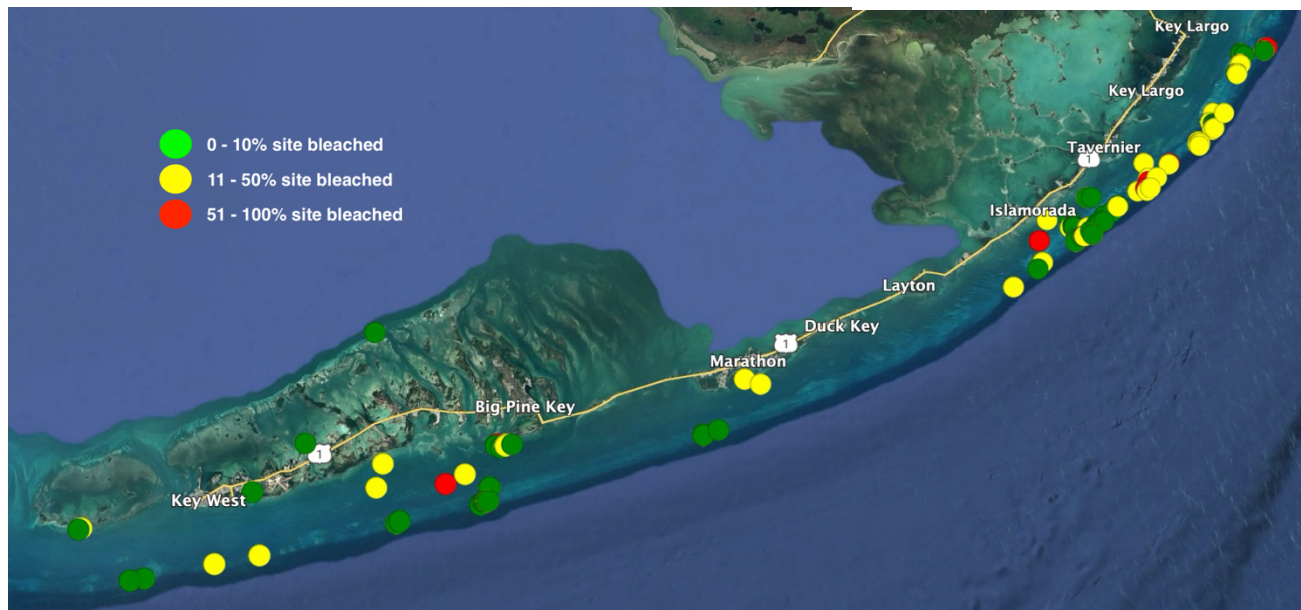 Key Largo
Key Largo
0 - 10% site bleached
Tavernier
1
11 - 50% site bleached
Islamorada
51 - 100% site bleached
Layton
Duck Key
1
Marathon
Big Pine Key
1
Key West